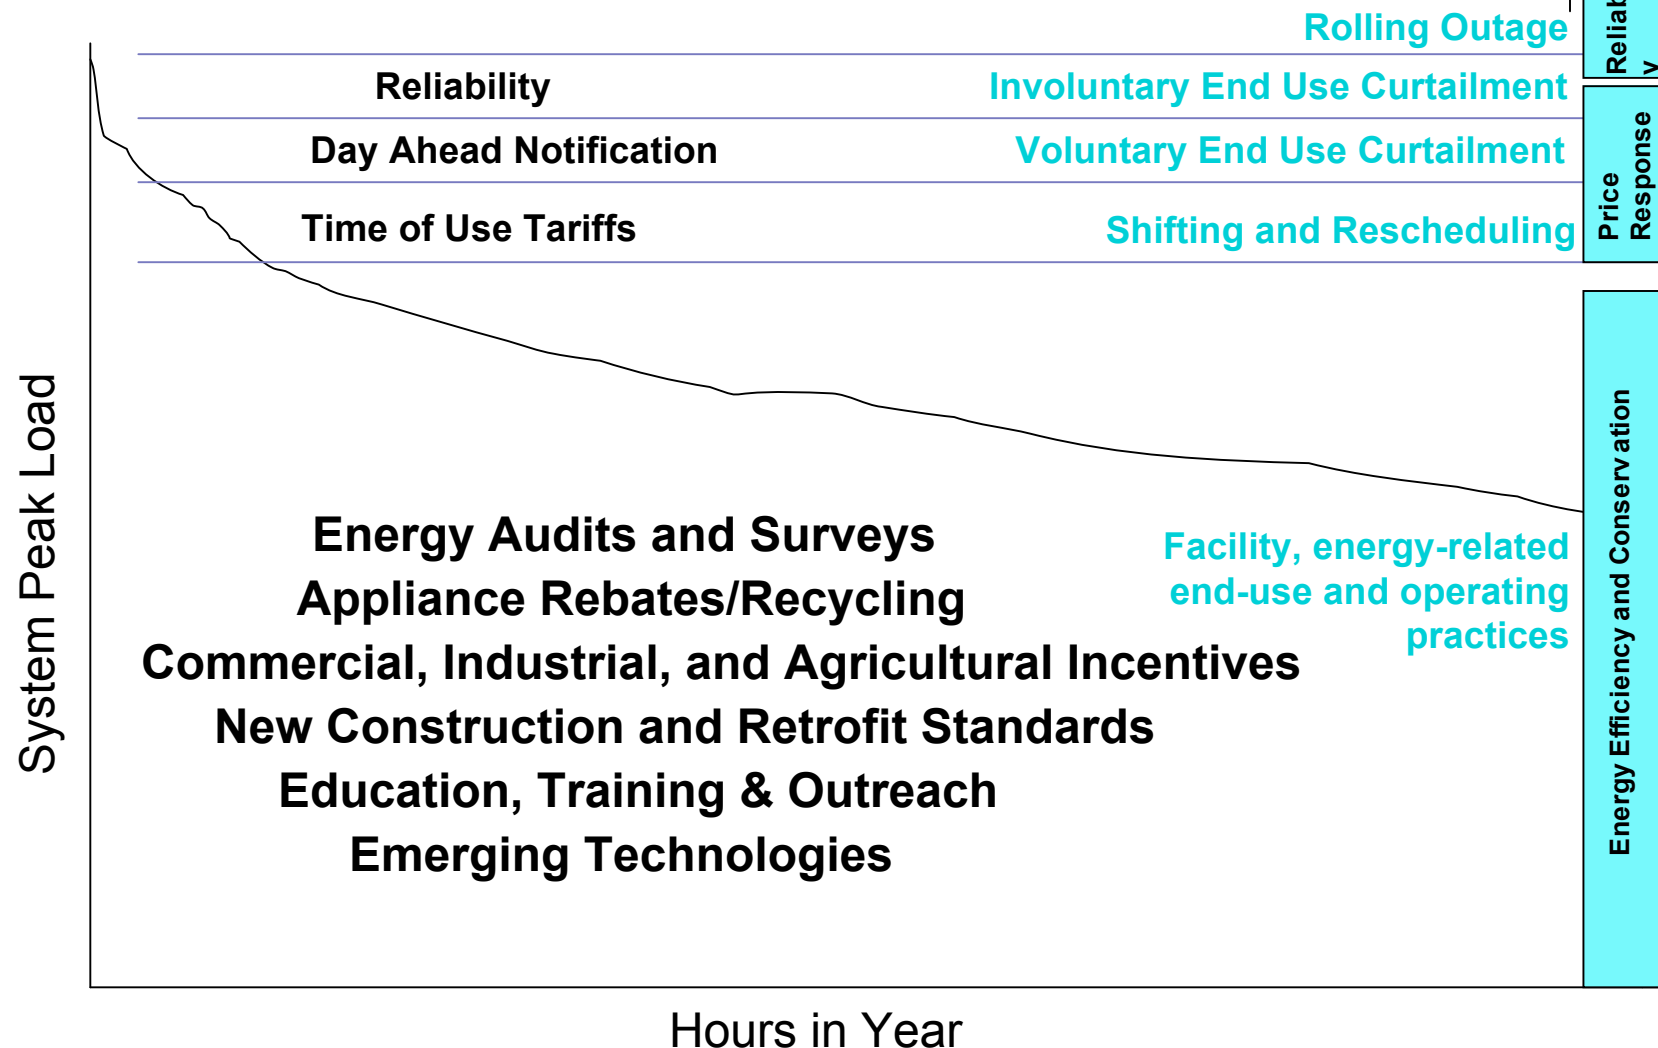 Rolling Outage
Reliability
Involuntary End Use Curtailment
Day Ahead Notification
Voluntary End Use Curtailment
Time of Use Tariffs
Shifting and Rescheduling
Price
Response
System Peak Load
Energy Audits and Surveys
Appliance Rebates/Recycling
Commercial, Industrial, and Agricultural Incentives
New Construction and Retrofit Standards
Education, Training & Outreach
Emerging Technologies
Facility, energy-related
end-use and operating
practices
Energy Efficiency and Conservation
Hours in Year